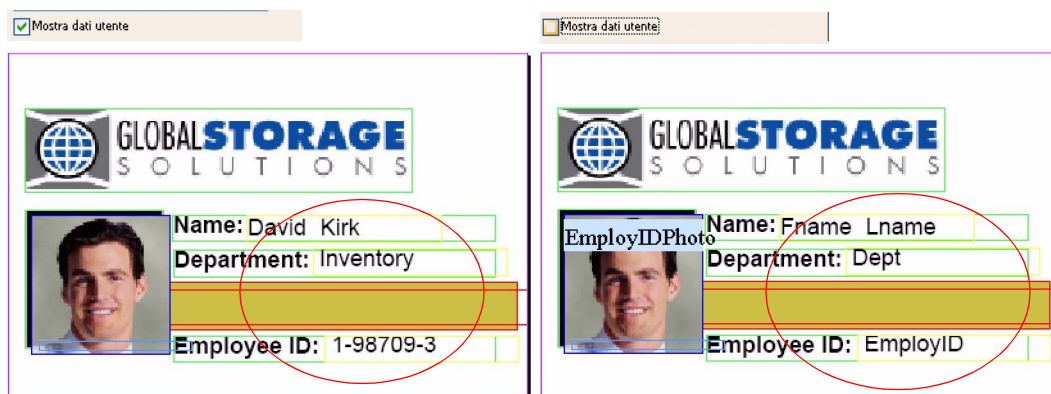 Mostra dati utente
GLOBALSTORAGE
SOLUTIONS
Name: David Kirk
Department: Inventory
Employee ID: 1-98709-3
Mostra dati utente
GLOBALSTORAGE
SOLUTIONS
EmployIDPhoto
Name: Fname Lname
Department: Dept
Employee ID: EmployID